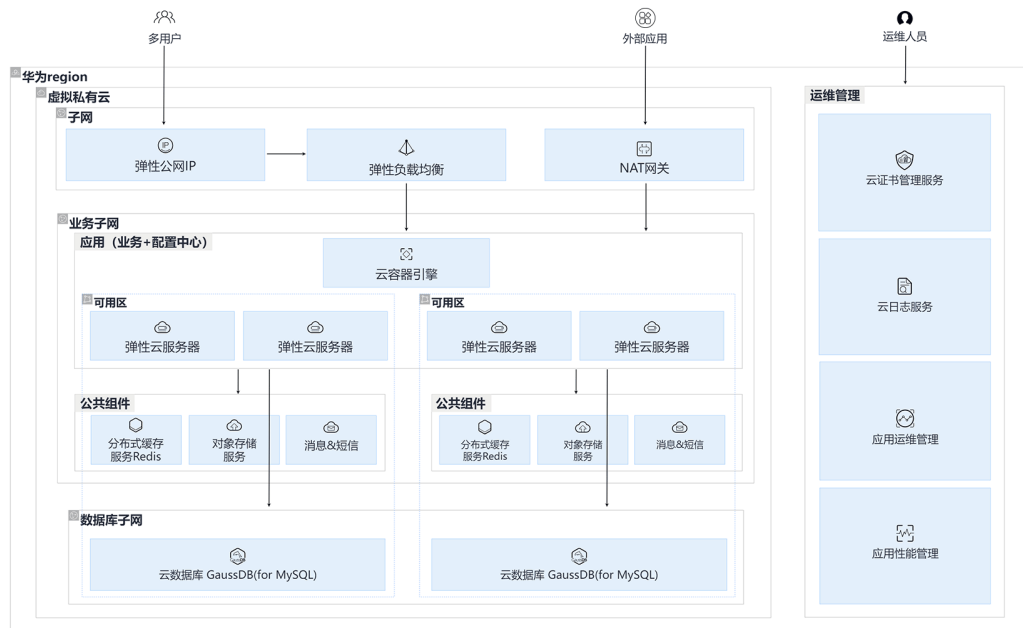 多用户
外部应用
运维人员
华为region
虚拟私有云
子网
IP
弹性公网IP
弹性负载均衡
NAT网关
业务子网
应用（业务+配置中心）
云容器引擎
可用区
弹性云服务器
弹性云服务器
可用区
弹性云服务器
弹性云服务器
公共组件
分布式缓存
服务Redis
对象存储
服务
消息&短信
公共组件
分布式缓存
服务Redis
对象存储
服务
消息&短信
数据库子网
云数据库 GaussDB(for MySQL)
云数据库 GaussDB(for MySQL)
运维管理
云证书管理服务
云日志服务
应用运维管理
应用性能管理